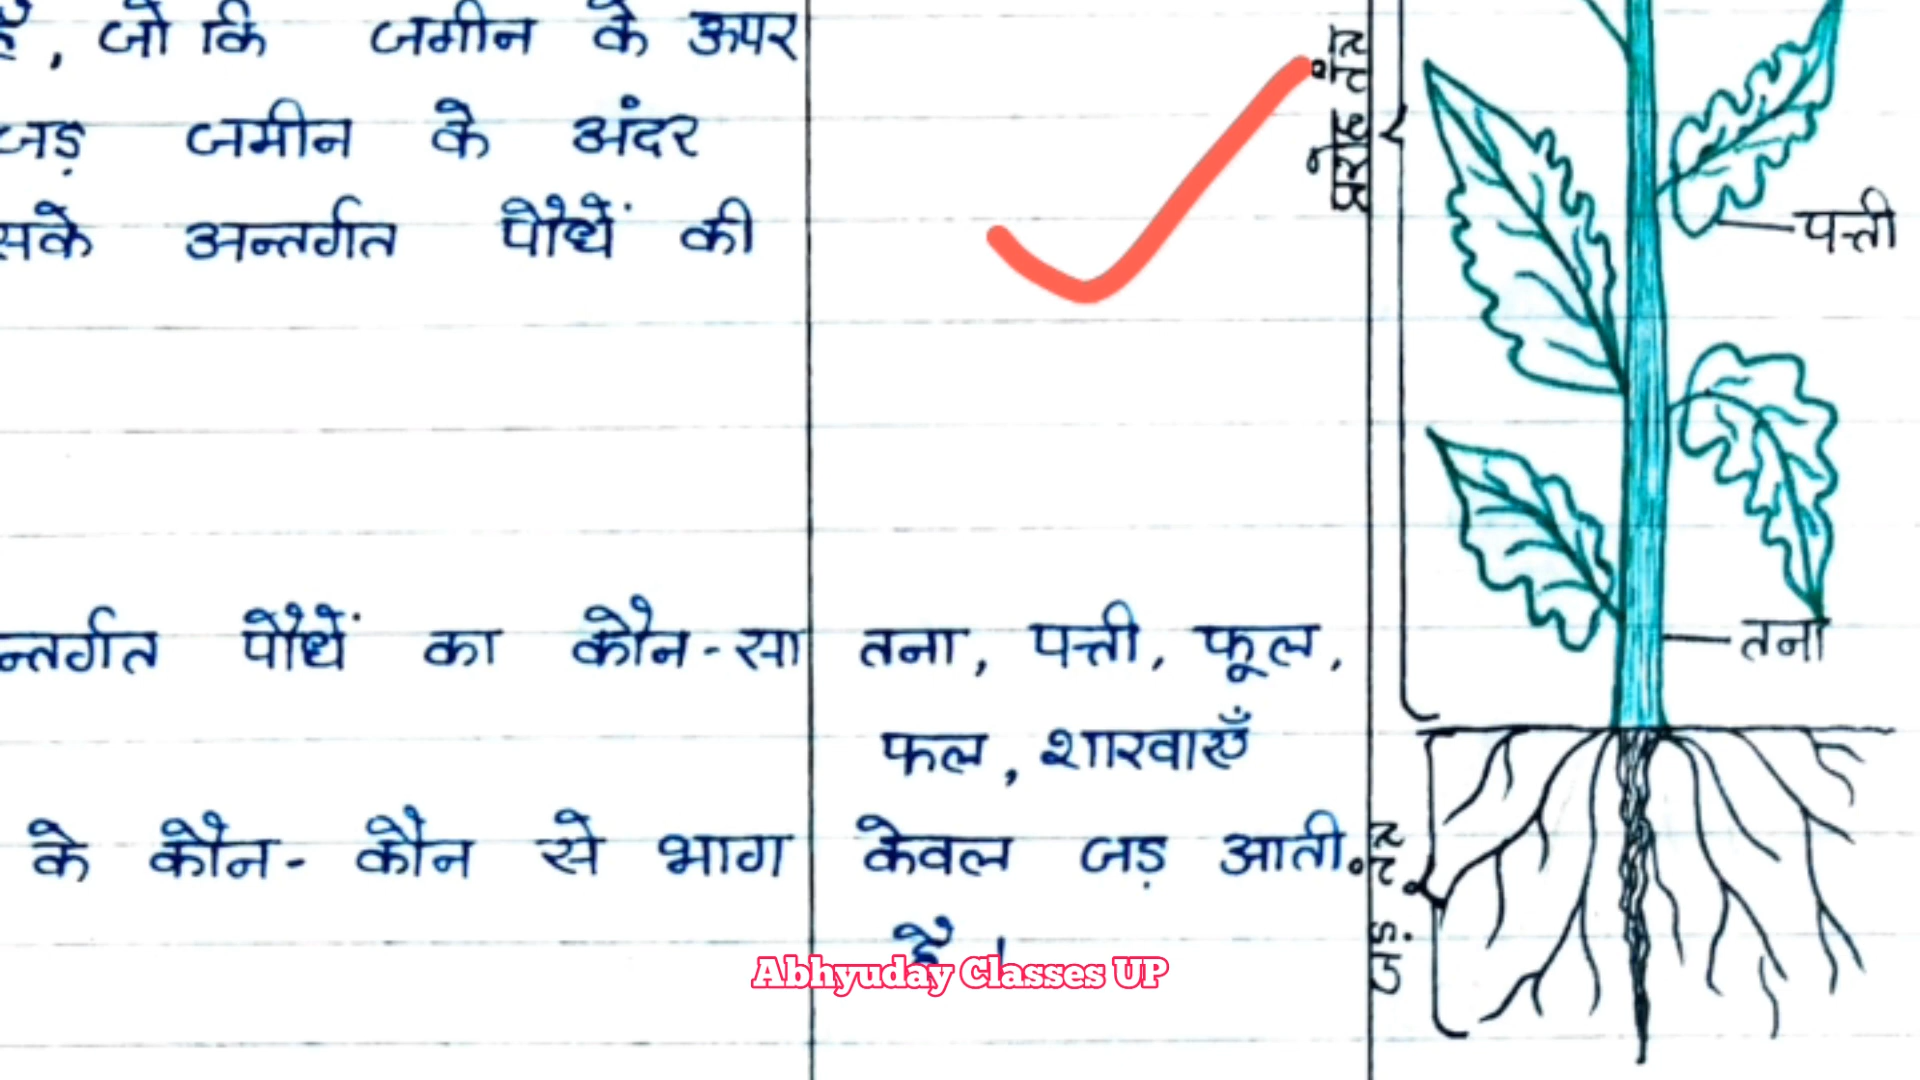 है, जो कि जमीन के ऊपर
जड़ जमीन के अंदर
सके अन्तर्गत पौधें की
न्तर्गत पौधें का कौन-सा
के कौन- कौन से भाग
तना, पत्ती, फूल,
फल, शाखाएँ
केवल जड़ आती
है।
प्ररोह तंत्र
पत्ती
तना
जड़ तंत्र
Abhyuday Classes UP